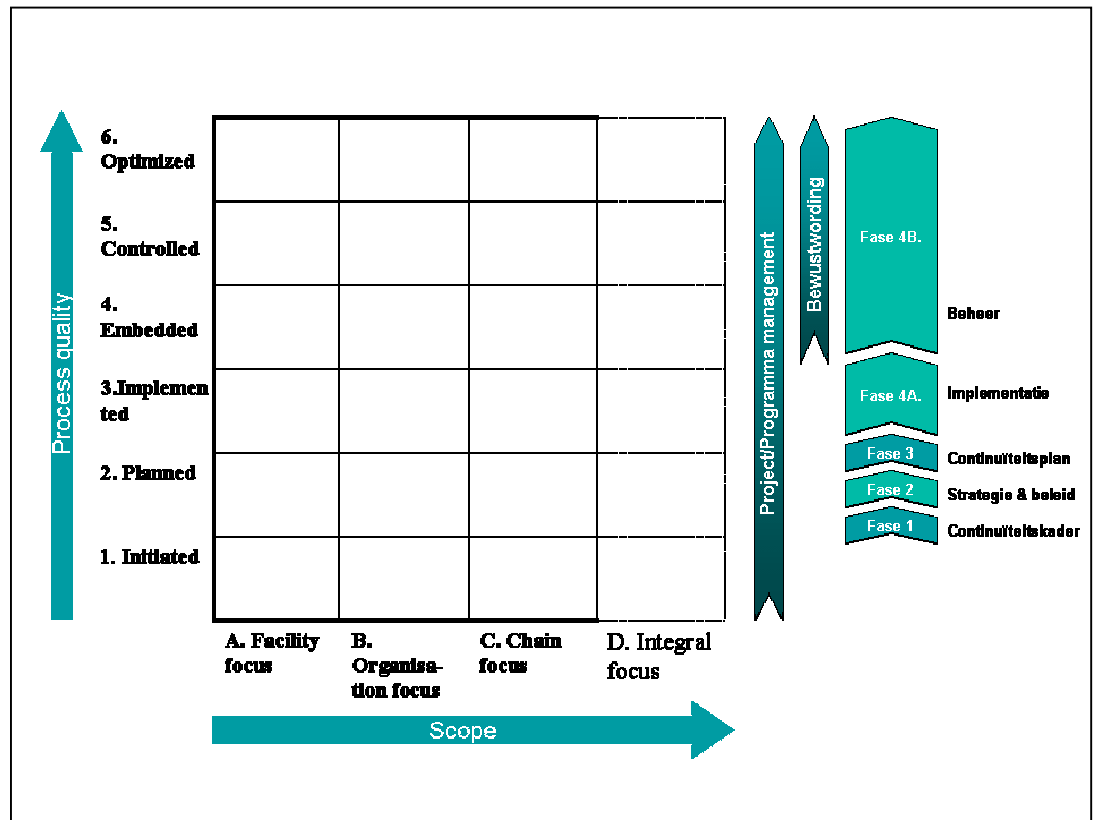 Process quality
6.
Optimized
5.
Controlled
4.
Embedded
3.Implemen
ted
2. Planned
1. Initiated
A. Facility
focus
B.
Organisa-
tion focus
C. Chain
focus
D. Integral
focus
Scope
Project/Programma management
Bewustwording
Fase 4B.
Beheer
Fase 4A.
Implementatie
Fase 3
Continuïteitsplan
Fase 2
Strategie & beleid
Fase 1
Continuïteitskader